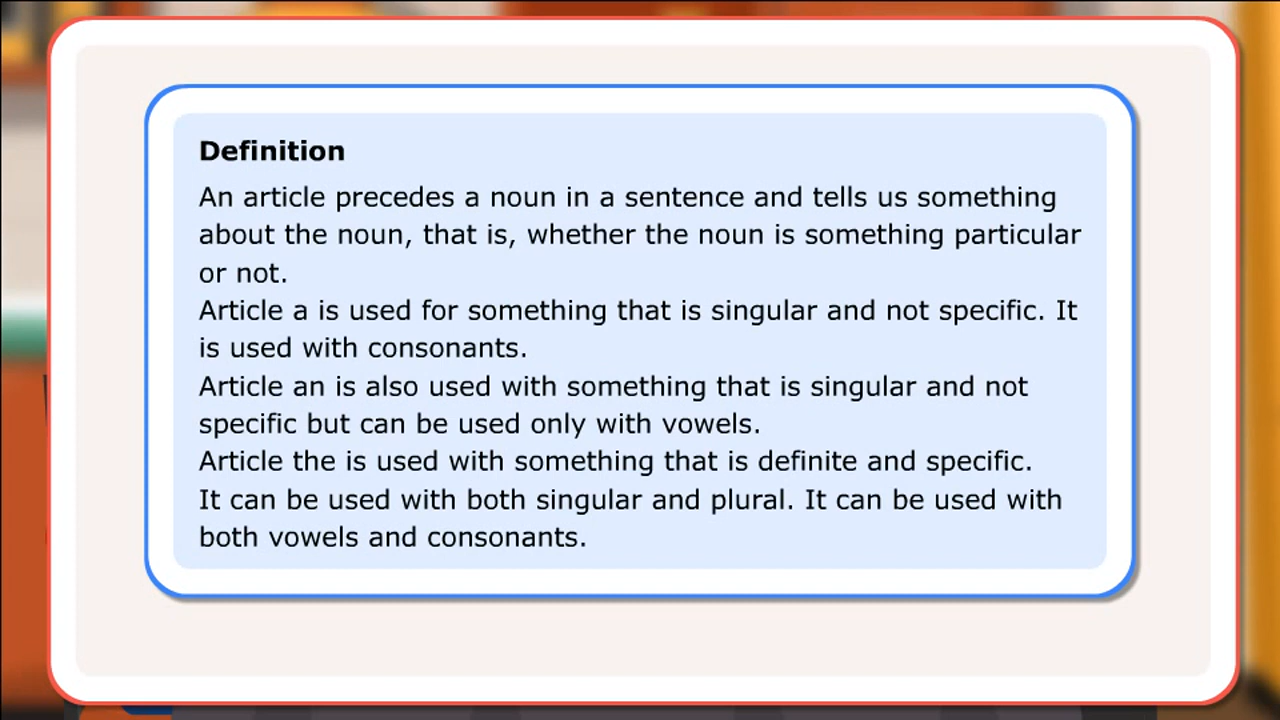 Definition
An article precedes a noun in a sentence and tells us something
about the noun, that is, whether the noun is something particular
or not.
Article a is used for something that is singular and not specific. It
is used with consonants.
Article an is also used with something that is singular and not
specific but can be used only with vowels.
Article the is used with something that is definite and specific.
It can be used with both singular and plural. It can be used with
both vowels and consonants.